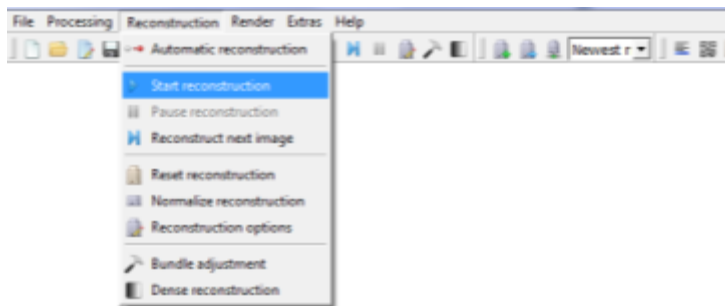 File Processing Reconstruction Render Extras Help
Automatic reconstruction
Newest r
Start reconstruction
Pause reconstruction
Reconstruct next image
Reset reconstruction
Normalize reconstruction
Reconstruction options
Bundle adjustment
Dense reconstruction